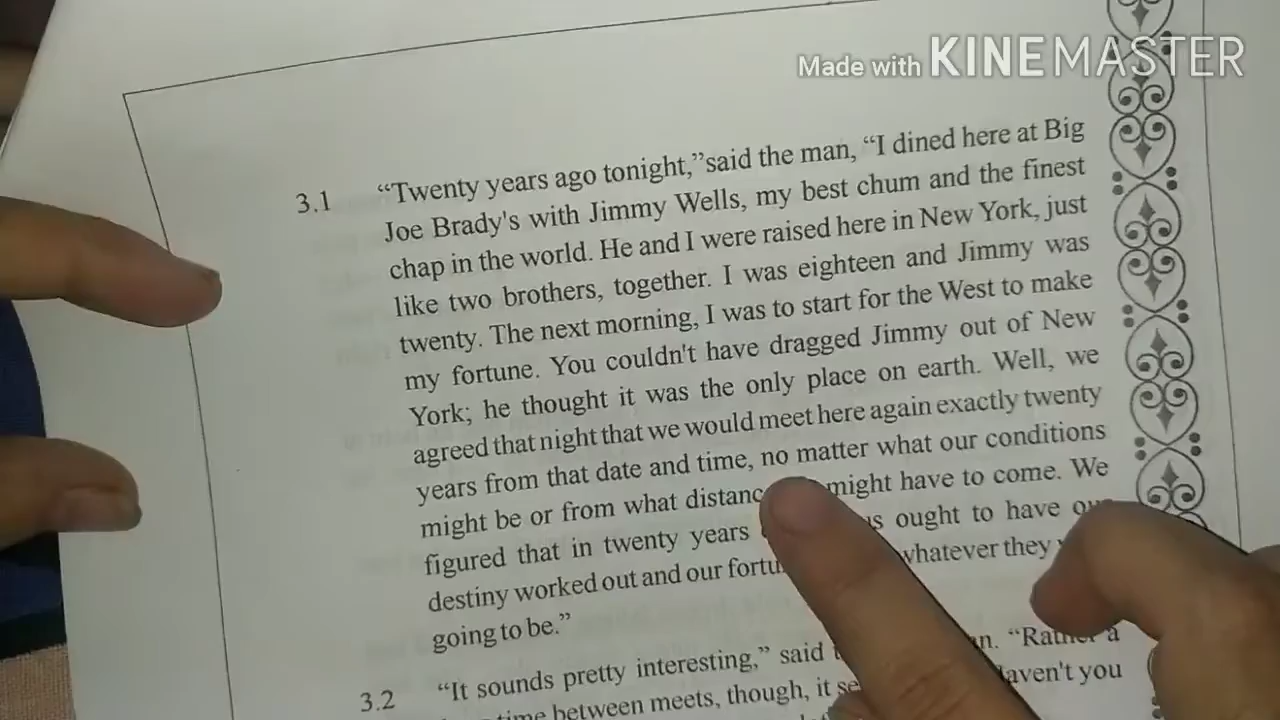 Made with KINEMASTER
3.1 “Twenty years ago tonight,”said the man, “I dined here at Big
Joe Brady's with Jimmy Wells, my best chum and the finest
chap in the world. He and I were raised here in New York, just
like two brothers, together. I was eighteen and Jimmy was
twenty. The next morning, I was to start for the West to make
my fortune. You couldn't have dragged Jimmy out of New
York; he thought it was the only place on earth. Well, we
agreed that night that we would meet here again exactly twenty
years from that date and time, no matter what our conditions
might be or from what might have to come. We
figured that in twenty years ought to have
destiny worked out and our whatever they
going to be.”
3.2 “It sounds pretty interesting,” said “Rather a
time between meets, though, it haven't you